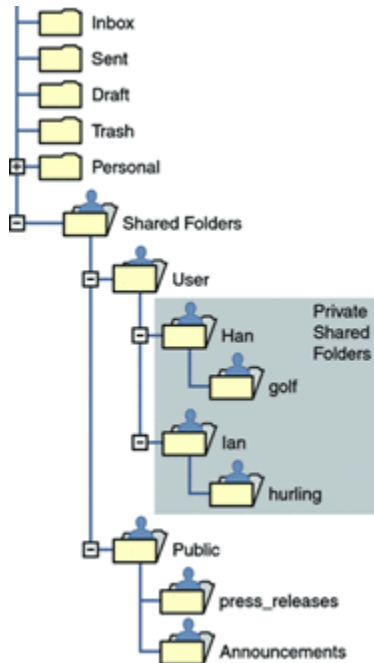 Inbox
Sent
Draft
Trash
Personal
Shared Folders
User
Private
Shared
Folders
Han
golf
Ian
hurling
Public
press_releases
Announcements